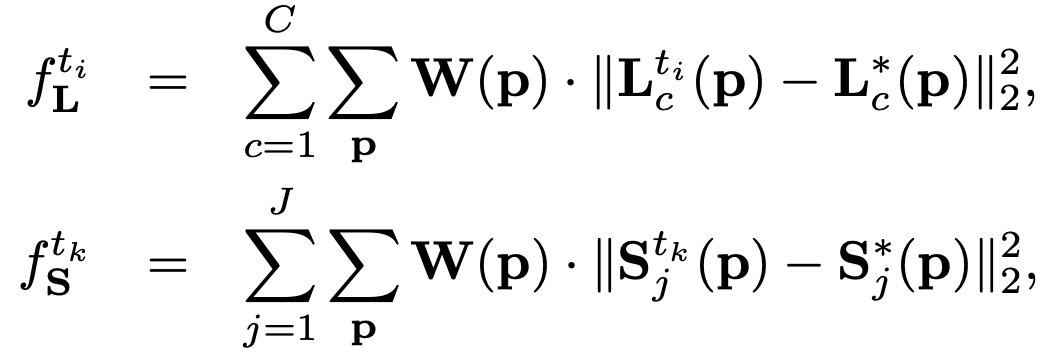 $f_{\mathbf{L}}^{t_i} = \sum_{c=1}^{C} \sum_{\mathbf{p}} \mathbf{W}(\mathbf{p}) \cdot \|\mathbf{L}_c^{t_i}(\mathbf{p}) - \mathbf{L}_c^*(\mathbf{p})\|_2^2,$
$f_{\mathbf{S}}^{t_k} = \sum_{j=1}^{J} \sum_{\mathbf{p}} \mathbf{W}(\mathbf{p}) \cdot \|\mathbf{S}_j^{t_k}(\mathbf{p}) - \mathbf{S}_j^*(\mathbf{p})\|_2^2,$